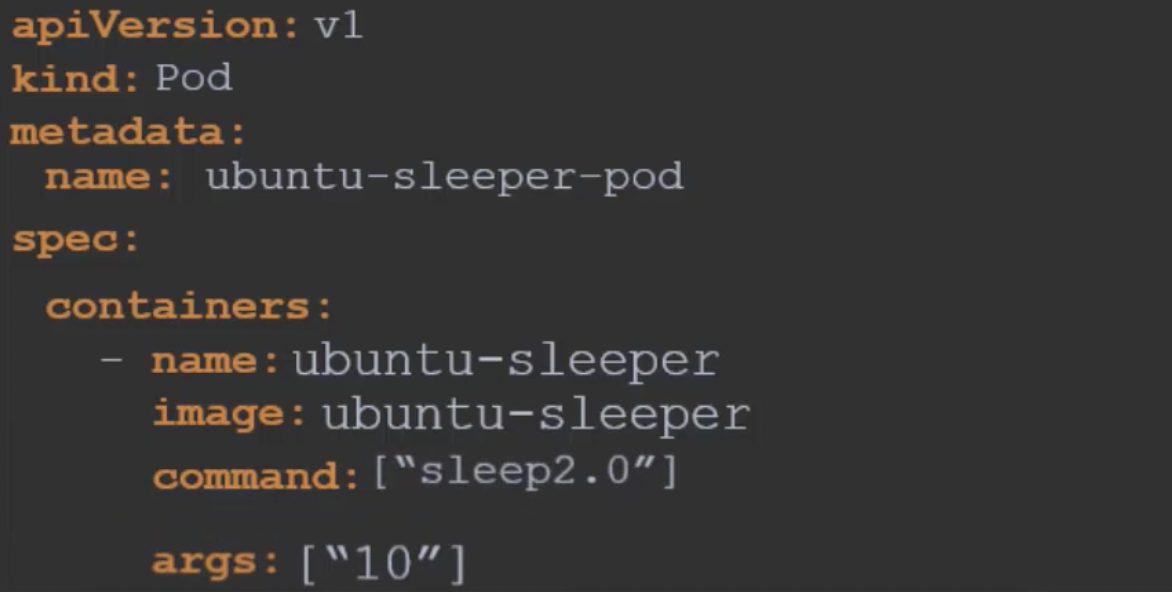 apiVersion: v1
kind: Pod
metadata:
name: ubuntu-sleeper-pod
spec:
containers:
- name: ubuntu-sleeper
image: ubuntu-sleeper
command: [“sleep2.0”]
args: [“10”]